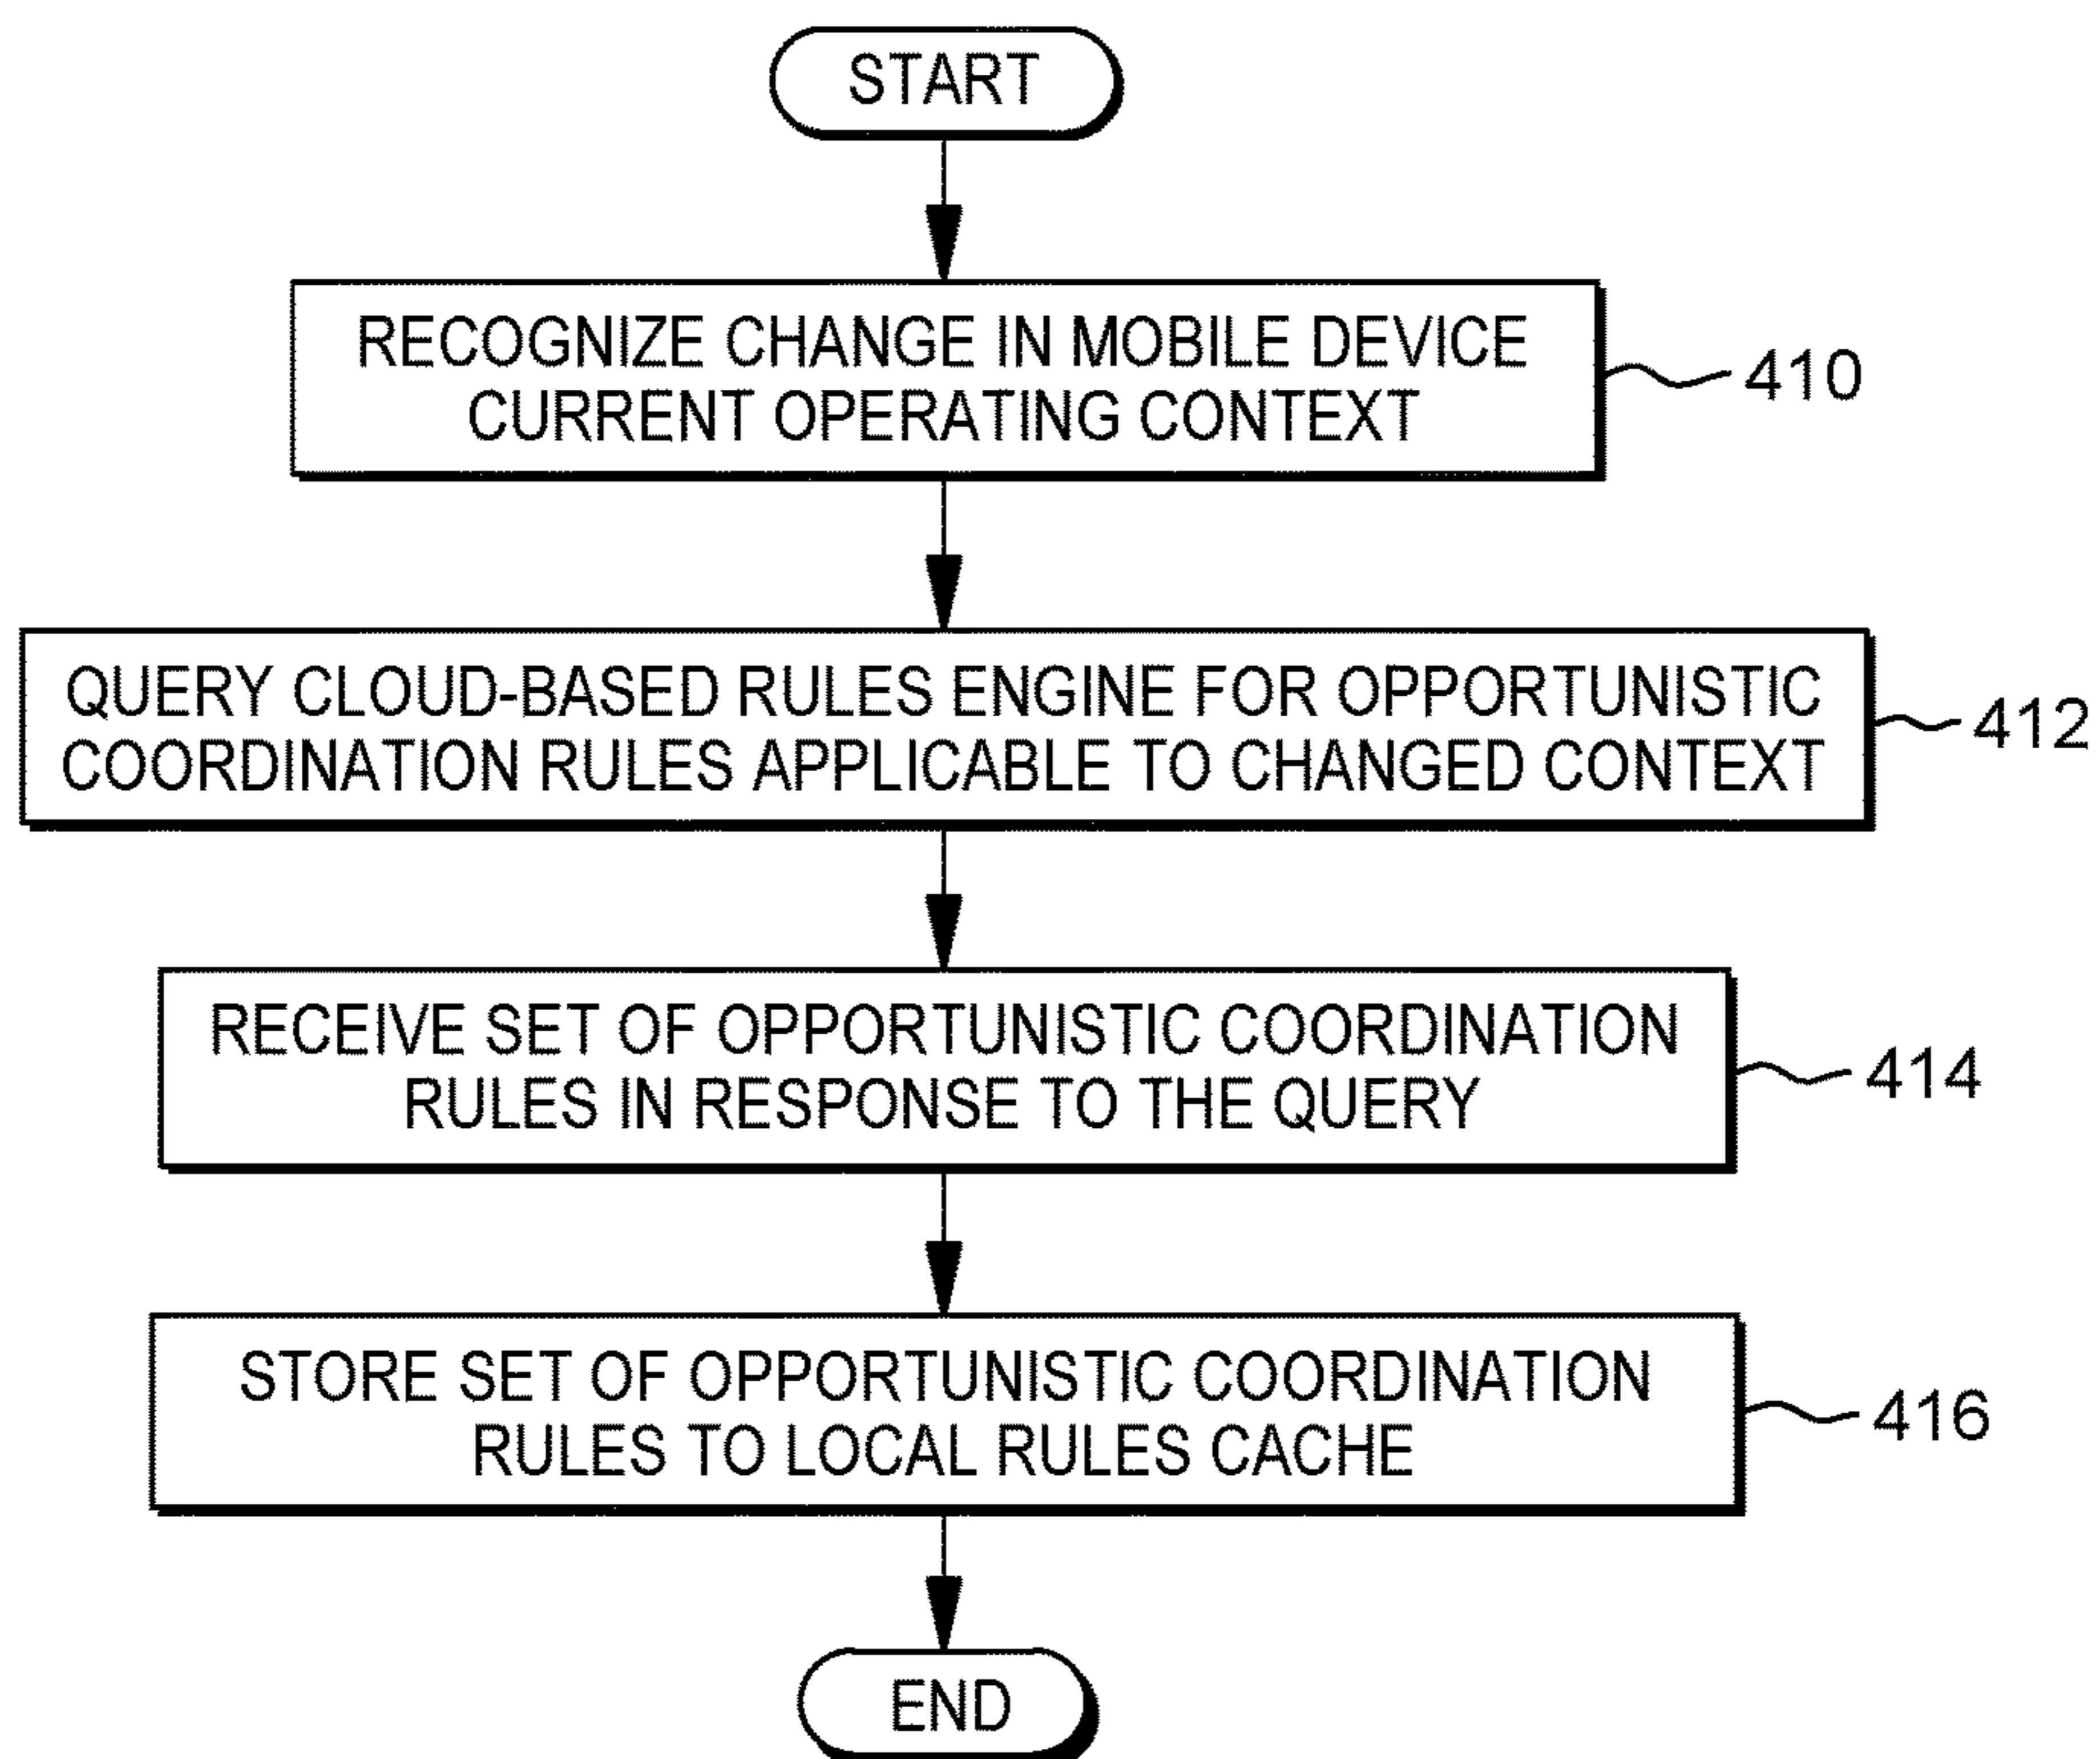 START
RECOGNIZE CHANGE IN MOBILE DEVICE
CURRENT OPERATING CONTEXT
410
QUERY CLOUD-BASED RULES ENGINE FOR OPPORTUNISTIC
COORDINATION RULES APPLICABLE TO CHANGED CONTEXT
412
RECEIVE SET OF OPPORTUNISTIC COORDINATION
RULES IN RESPONSE TO THE QUERY
414
STORE SET OF OPPORTUNISTIC COORDINATION
RULES TO LOCAL RULES CACHE
416
END